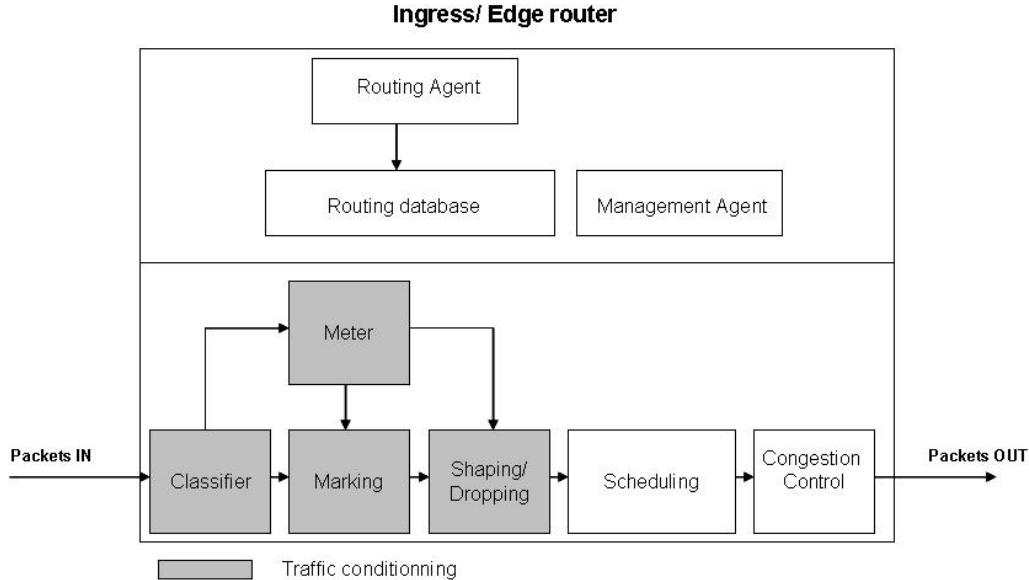 Ingress/ Edge router
Routing Agent
Routing database
Management Agent
Meter
Packets IN
Classifier
Marking
Shaping/
Dropping
Scheduling
Congestion
Control
Packets OUT
Traffic conditionning